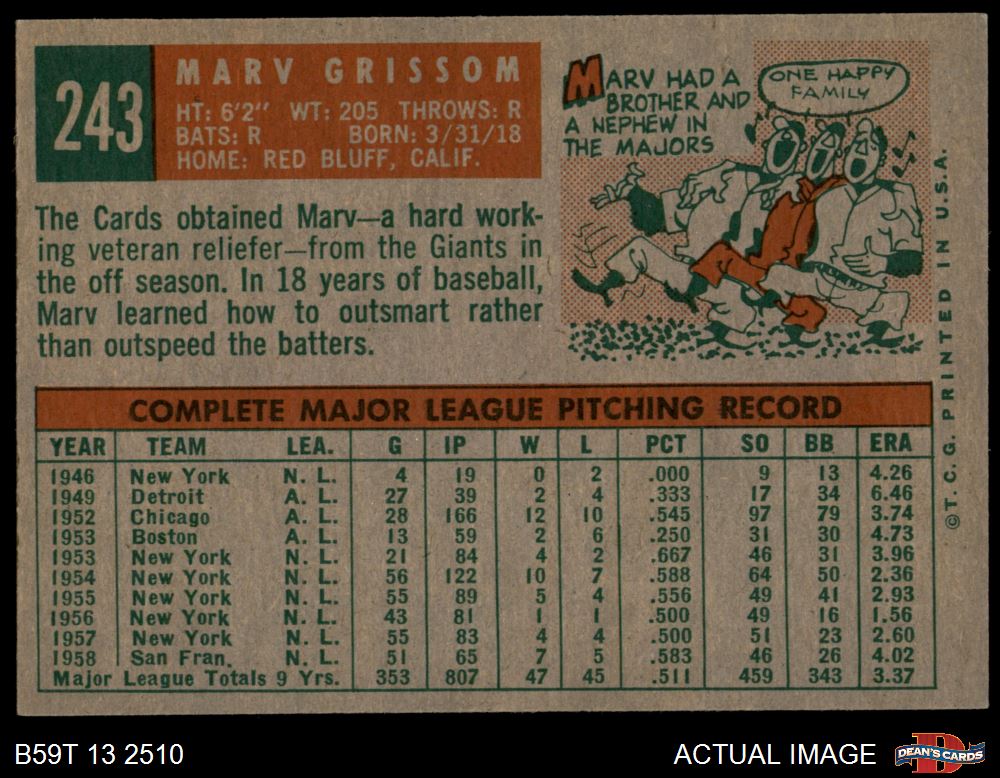 243
MARV GRISSOM
HT: 6'2" WT: 205 THROWS: R
BATS: R BORN: 3/31/18
HOME: RED BLUFF, CALIF.
MARV HAD A
BROTHER AND
A NEPHEW IN
THE MAJORS
ONE HAPPY
FAMILY
The Cards obtained Marv—a hard work-
ing veteran reliefer—from the Giants in
the off season. In 18 years of baseball,
Marv learned how to outsmart rather
than outspeed the batters.
COMPLETE MAJOR LEAGUE PITCHING RECORD
YEAR TEAM LEA. G IP W L PCT SO BB ERA
1946 New York N. L. 4 19 0 2 .000 9 13 4.26
1949 Detroit A. L. 27 39 2 4 .333 17 34 6.46
1952 Chicago A. L. 28 166 12 10 .545 97 79 3.74
1953 Boston A. L. 13 59 2 6 .250 31 30 4.73
1953 New York N. L. 21 84 4 2 .667 46 31 3.96
1954 New York N. L. 56 122 10 7 .588 64 50 2.36
1955 New York N. L. 55 89 5 4 .556 49 41 2.93
1956 New York N. L. 43 81 1 1 .500 49 16 1.56
1957 New York N. L. 55 83 4 4 .500 51 23 2.60
1958 San Fran. N. L. 51 65 7 5 .583 46 26 4.02
Major League Totals 9 Yrs. 353 807 47 45 .511 459 343 3.37
©T. C. G. PRINTED IN U.S.A.
B59T 13 2510
ACTUAL IMAGE
D
DEAN'S CARDS